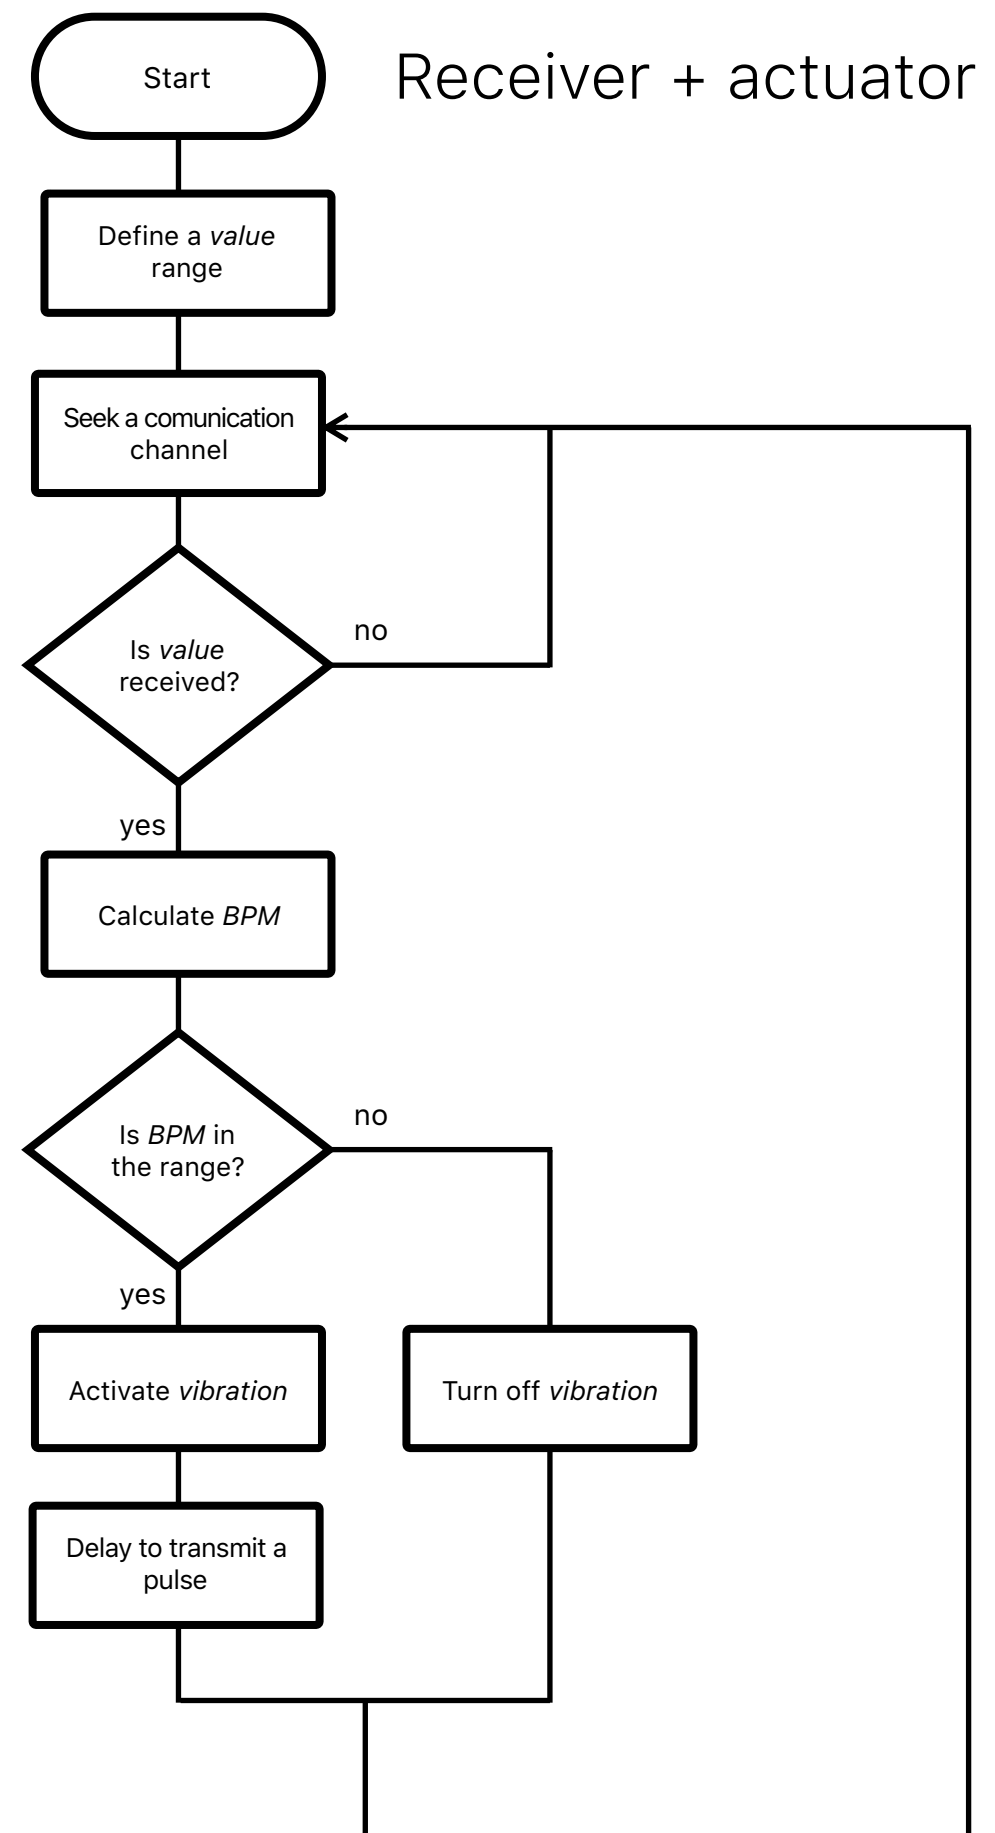 Start
Receiver + actuator
Define a value
range
Seek a comunication
channel
Is value
received?
no
yes
Calculate BPM
Is BPM in
the range?
no
yes
Activate vibration
Turn off vibration
Delay to transmit a
pulse